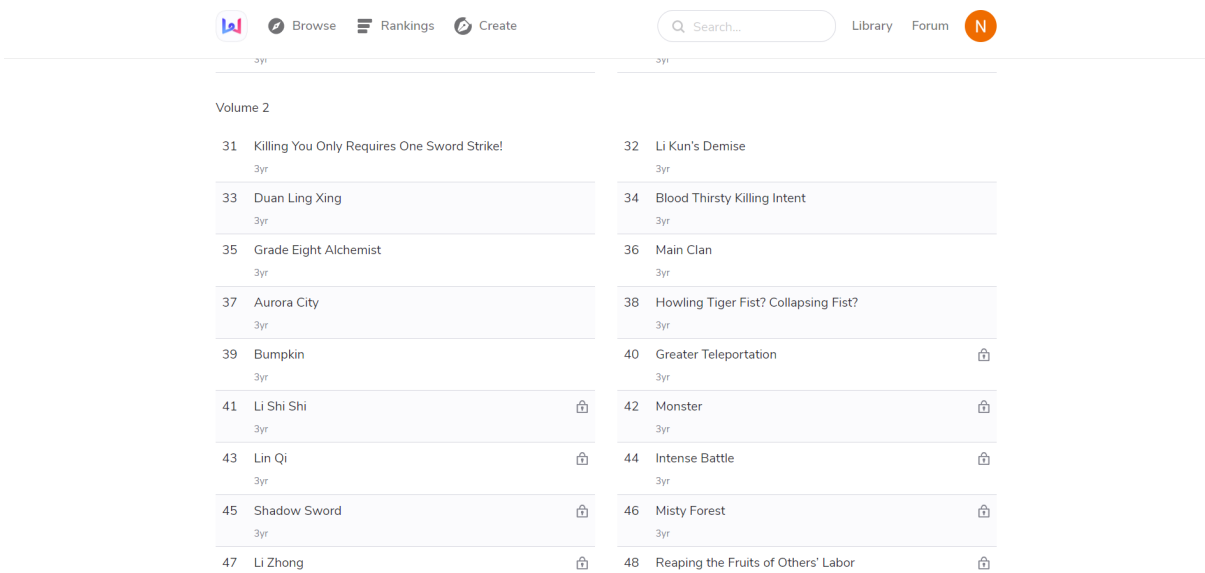 Browse Rankings Create Search... Library Forum N
3yr 3yr
Volume 2
31 Killing You Only Requires One Sword Strike! 32 Li Kun's Demise
3yr 3yr
33 Duan Ling Xing 34 Blood Thirsty Killing Intent
3yr 3yr
35 Grade Eight Alchemist 36 Main Clan
3yr 3yr
37 Aurora City 38 Howling Tiger Fist? Collapsing Fist?
3yr 3yr
39 Bumpkin 40 Greater Teleportation
3yr 3yr
41 Li Shi Shi 42 Monster
3yr 3yr
43 Lin Qi 44 Intense Battle
3yr 3yr
45 Shadow Sword 46 Misty Forest
3yr 3yr
47 Li Zhong 48 Reaping the Fruits of Others' Labor